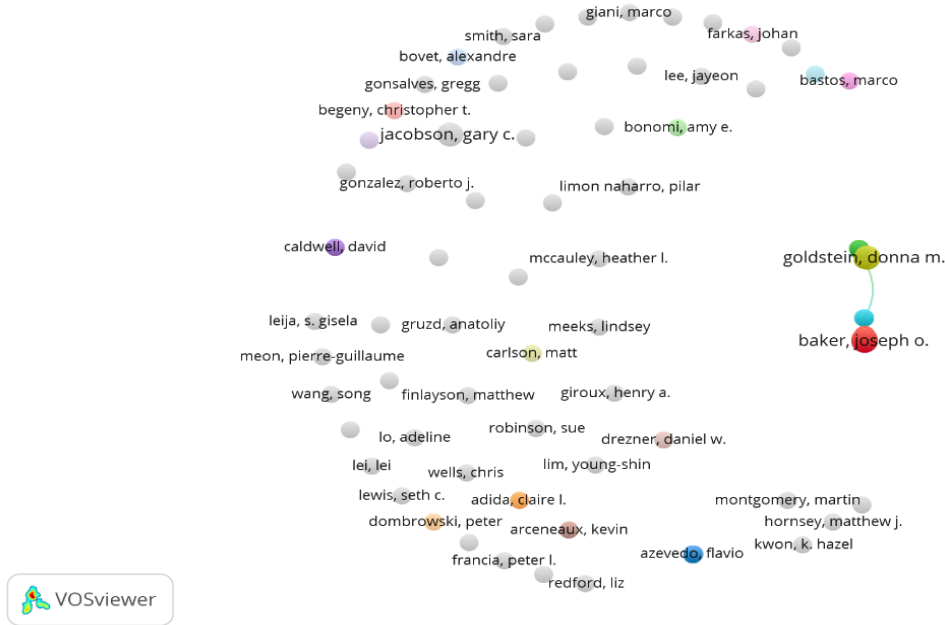 giani, marco
smith, sara
farkas, johan
bovet, alexandre
lee, jayeon
bastos, marco
gonsalves, gregg
begeny, christopher t.
jacobson, gary c.
bonomi, amy e.
gonzalez, roberto j.
limon naharro, pilar
caldwell, david
mccauley, heather l.
goldstein, donna m.
leija, s. gisela
gruzd, anatoliy
meeks, lindsey
baker, joseph o.
meon, pierre-guillaume
carlson, matt
wang, song
finlayson, matthew
giroux, henry a.
robinson, sue
lo, adeline
drezner, daniel w.
lei, lei
wells, chris
lim, young-shin
lewis, seth c.
adida, claire l.
montgomery, martin
dombrowski, peter
arceneaux, kevin
hornsey, matthew j.
francia, peter l.
azevedo, flavio
kwon, k. hazel
redford, liz
VOSviewer